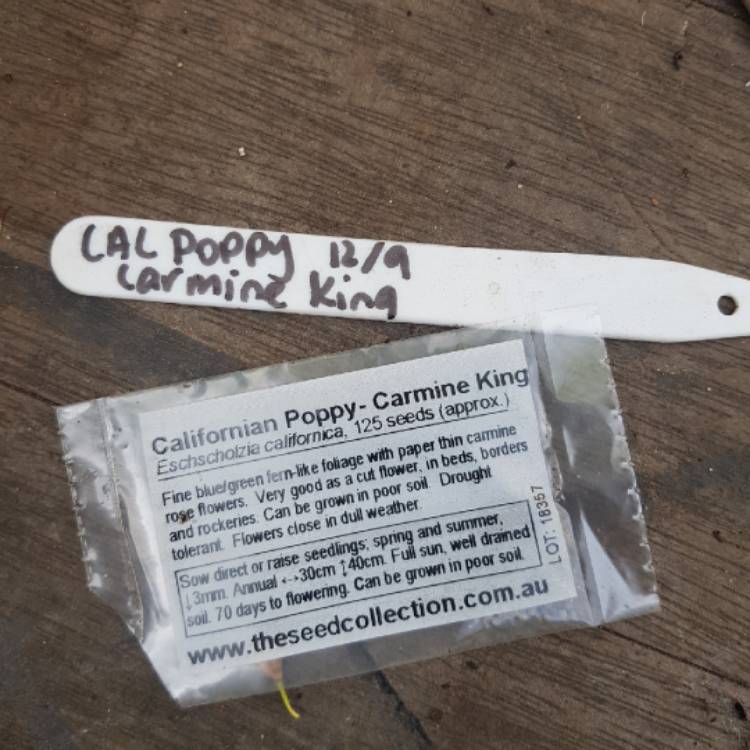 CAL POPPY 12/9
Carmine King
Californian Poppy- Carmine King
Eschscholzia californica, 125 seeds (approx.)
Fine blue/green fern-like foliage with paper thin carmine
rose flowers. Very good as a cut flower, in beds, borders
and rockeries. Can be grown in poor soil. Drought
tolerant. Flowers close in dull weather.
Sow direct or raise seedlings; spring and summer,
↓3mm. Annual ↔30cm ↑40cm. Full sun, well drained
soil. 70 days to flowering. Can be grown in poor soil.
www.theseedcollection.com.au
LOT: 18357